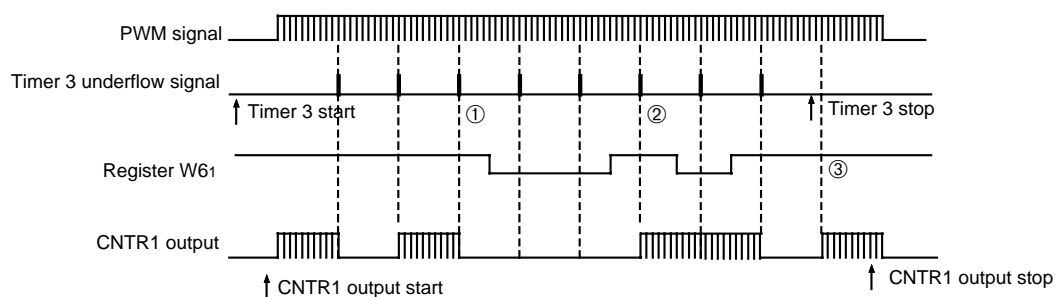 PWM signal
Timer 3 underflow signal
Timer 3 start
①
②
Timer 3 stop
Register W61
③
CNTR1 output
CNTR1 output start
CNTR1 output stop